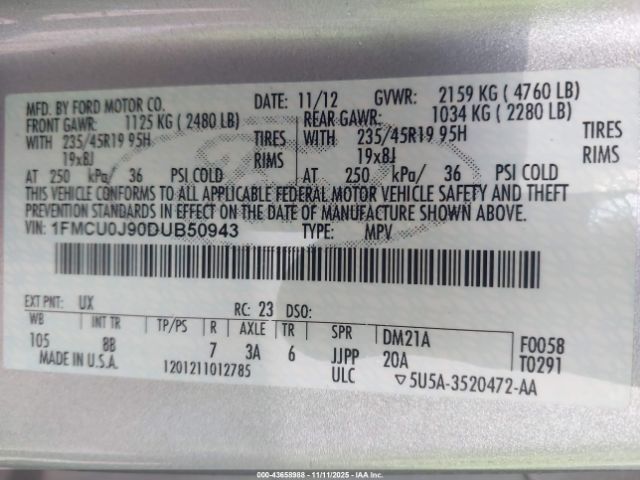 MFD. BY FORD MOTOR CO. DATE: 11/12 GVWR: 2159 KG ( 4760 LB)
FRONT GAWR: 1125 KG ( 2480 LB) REAR GAWR: 1034 KG ( 2280 LB)
WITH 235/45R19 95H TIRES WITH 235/45R19 95H TIRES
19x8J RIMS 19x8J RIMS
AT 250 kPa/ 36 PSI COLD AT 250 kPa/ 36 PSI COLD
THIS VEHICLE CONFORMS TO ALL APPLICABLE FEDERAL MOTOR VEHICLE SAFETY AND THEFT
PREVENTION STANDARDS IN EFFECT ON THE DATE OF MANUFACTURE SHOWN ABOVE.
VIN: 1FMCU0J90DUB50943 TYPE: MPV
EXT PNT: UX RC: 23 DSO:
WB INT TR TP/PS R AXLE TR SPR DM21A F0058
105 8B 7 3A 6 JJPP 20A T0291
MADE IN U.S.A. 1201211012785 ULC ▽5U5A-3520472-AA
000-43658988 - 11/11/2025 - IAA Inc.